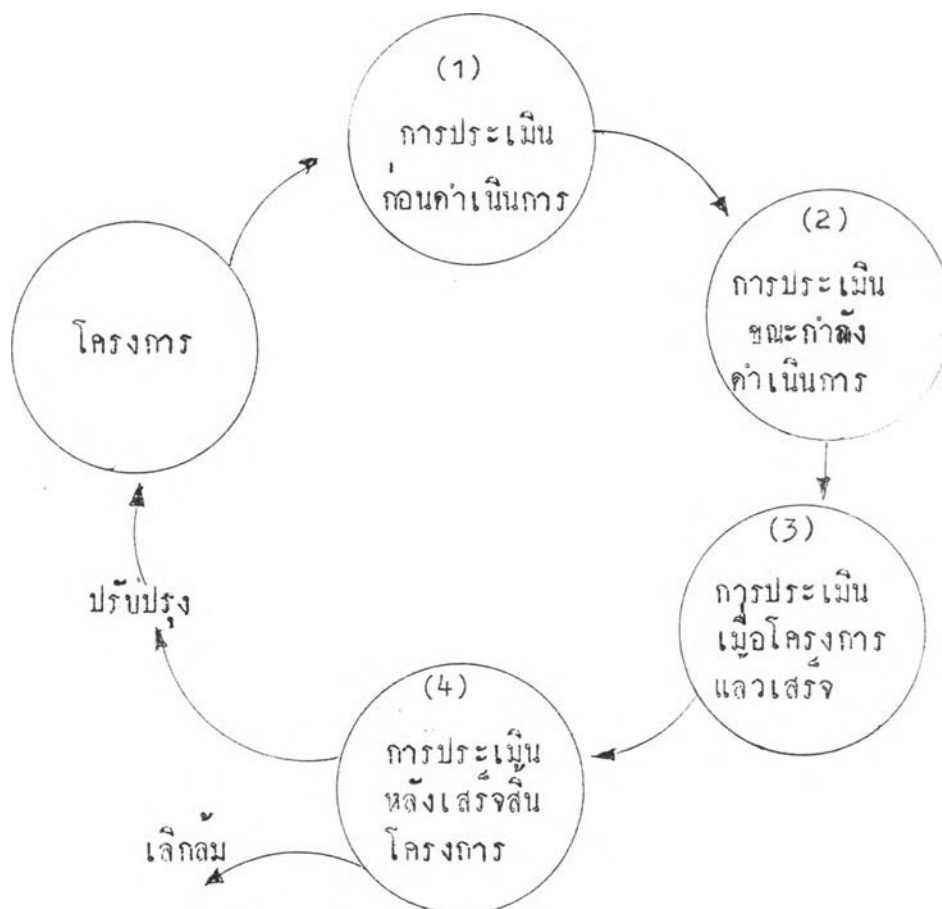 (1)
การประเมิน
ก่อนดำเนินการ
(2)
การประเมิน
ขณะกำลัง
ดำเนินการ
โครงการ
(3)
การประเมิน
เมื่อโครงการ
แล้วเสร็จ
ปรับปรุง
(4)
การประเมิน
หลังเสร็จสิ้น
โครงการ
เลิกล้ม